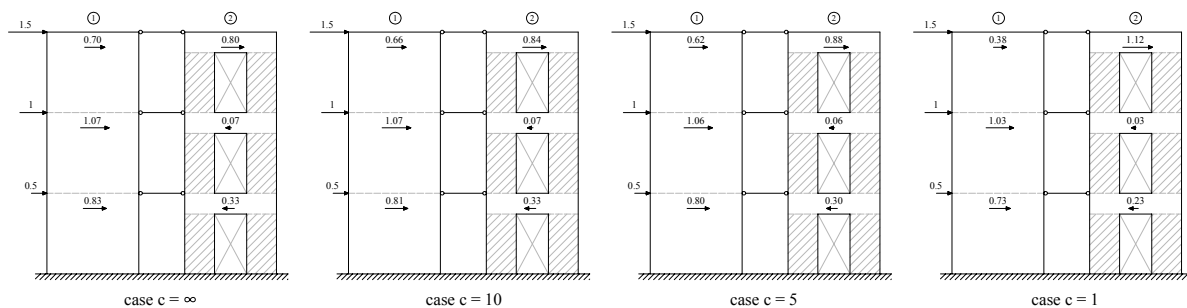 ① ② ① ② ① ② ① ②
1.5 0.70 0.80 1.5 0.66 0.84 1.5 0.62 0.88 1.5 0.38 1.12
1 1.07 0.07 1 1.07 0.07 1 1.06 0.06 1 1.03 0.03
0.5 0.83 0.33 0.5 0.81 0.33 0.5 0.80 0.30 0.5 0.73 0.23
case c = ∞ case c = 10 case c = 5 case c = 1